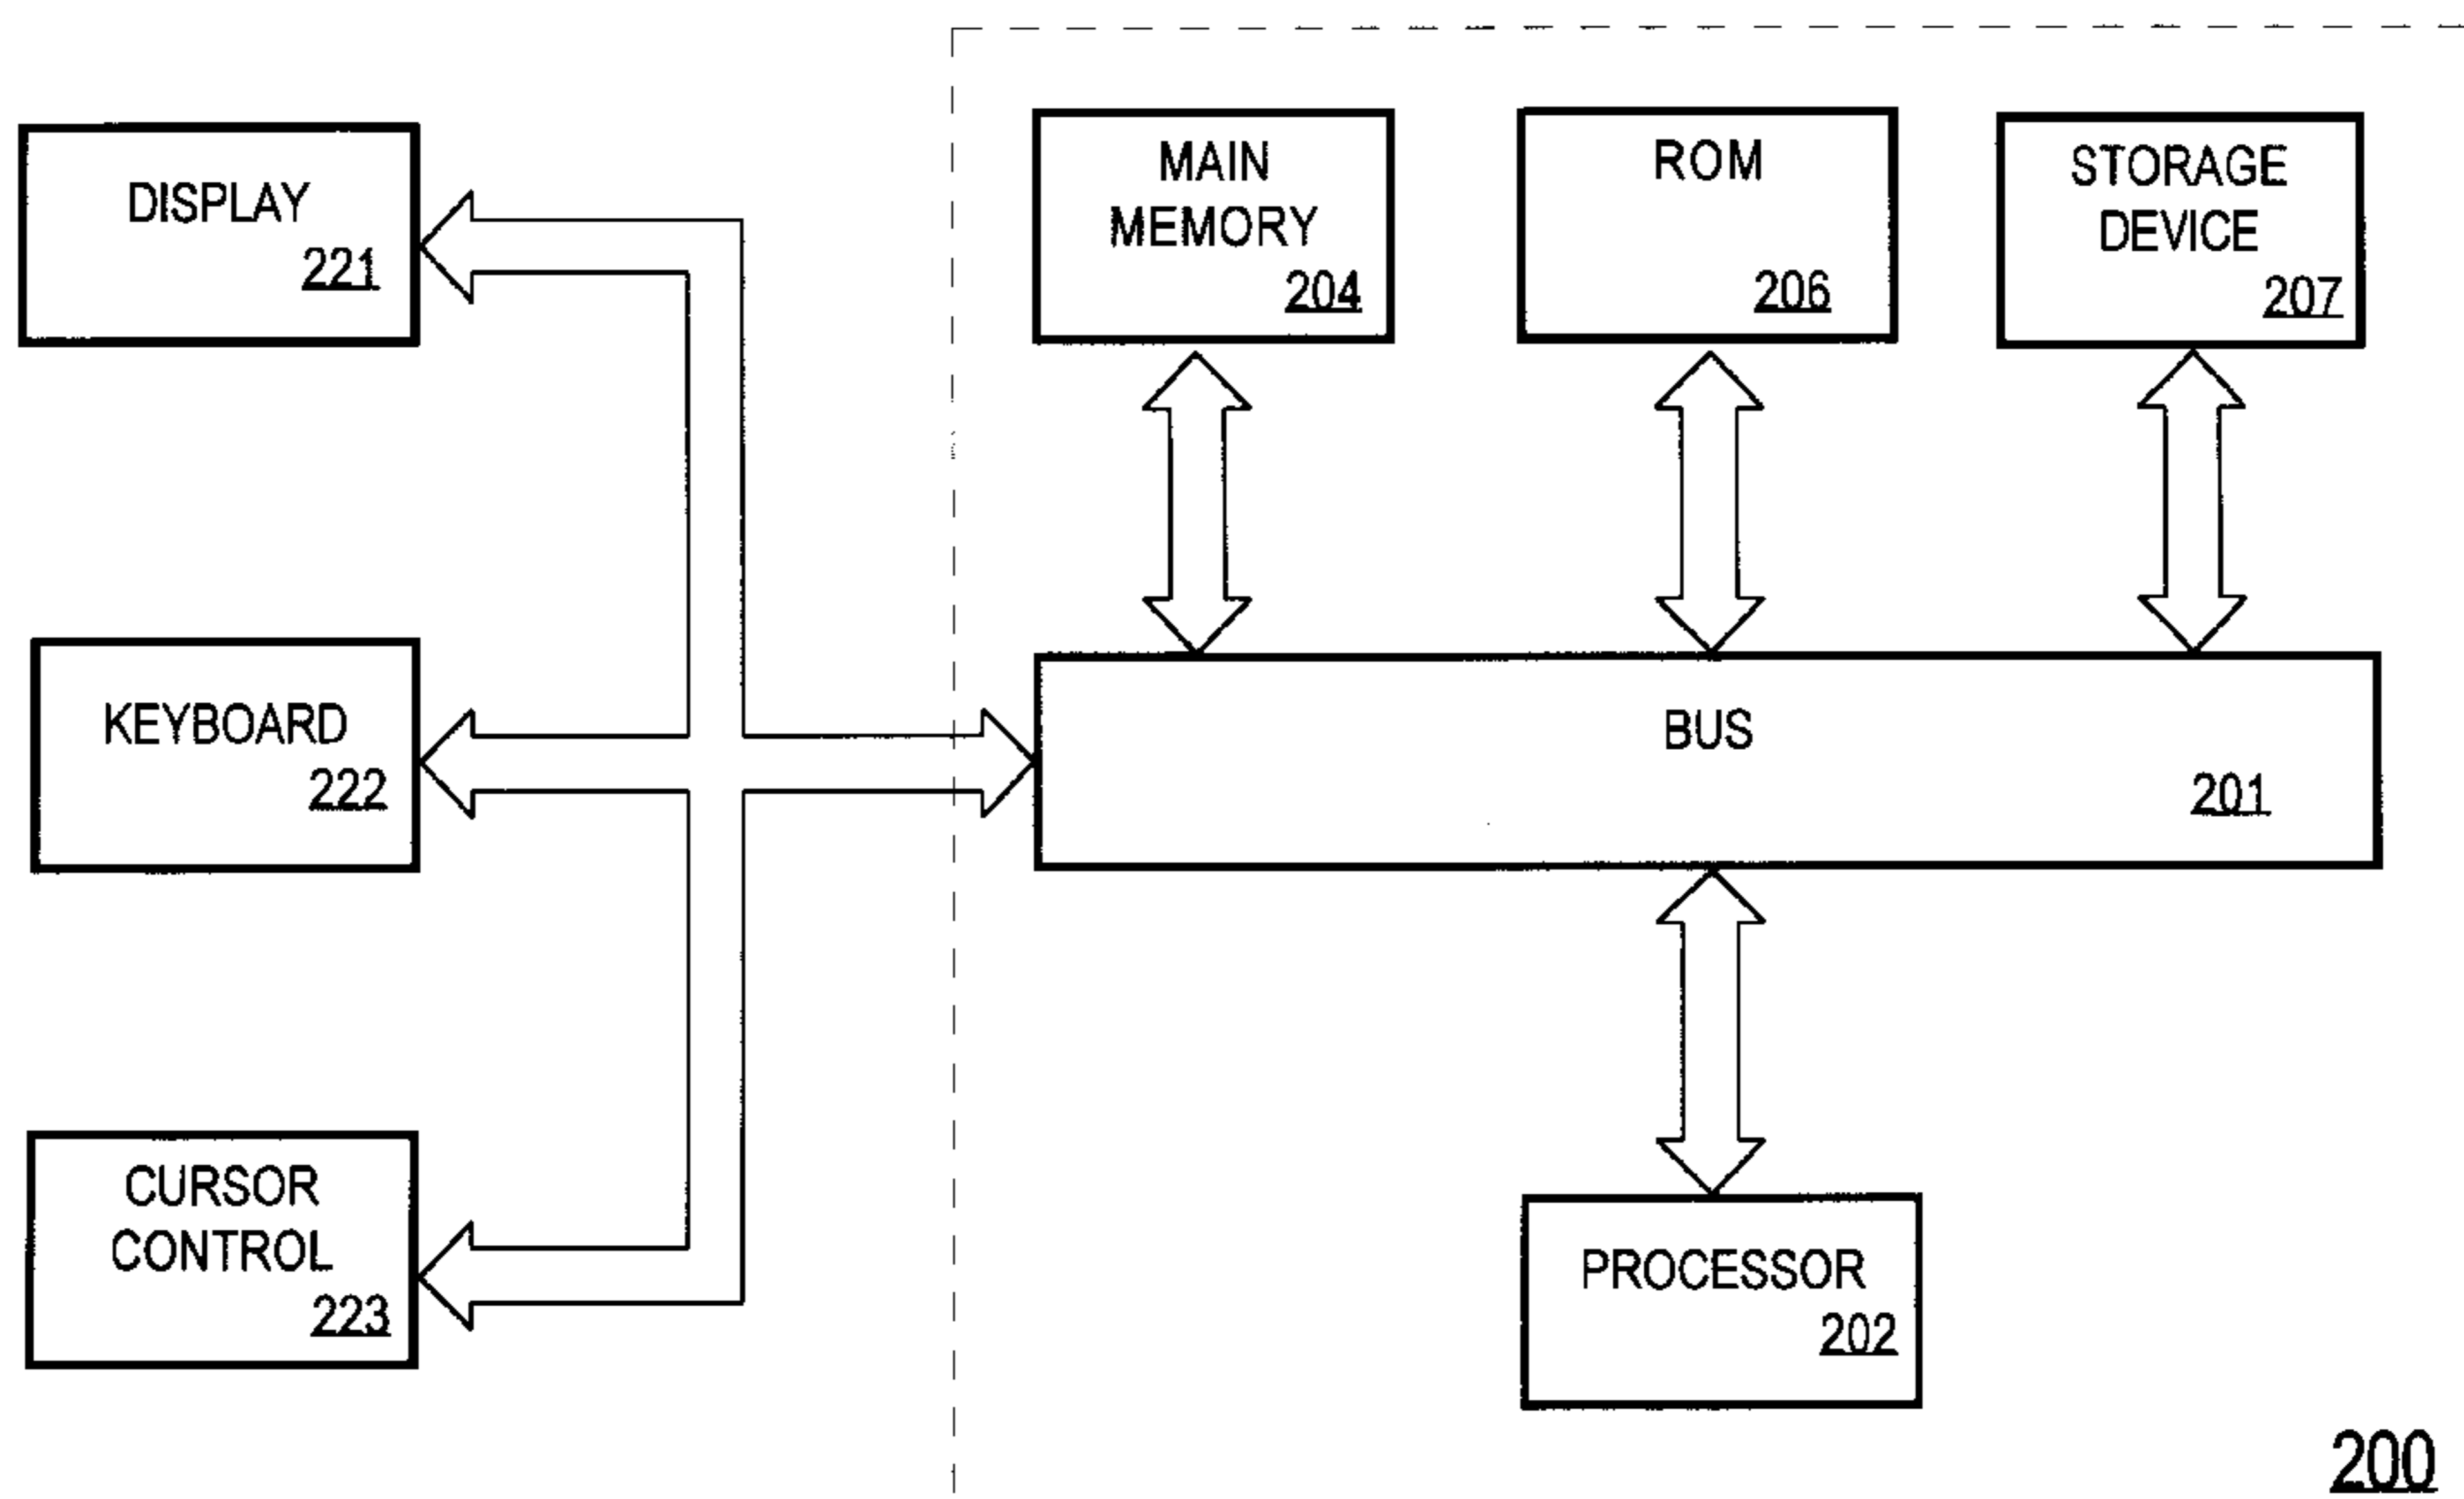 DISPLAY
221
MAIN
MEMORY
204
ROM
206
STORAGE
DEVICE
207
KEYBOARD
222
BUS
201
CURSOR
CONTROL
223
PROCESSOR
202
200